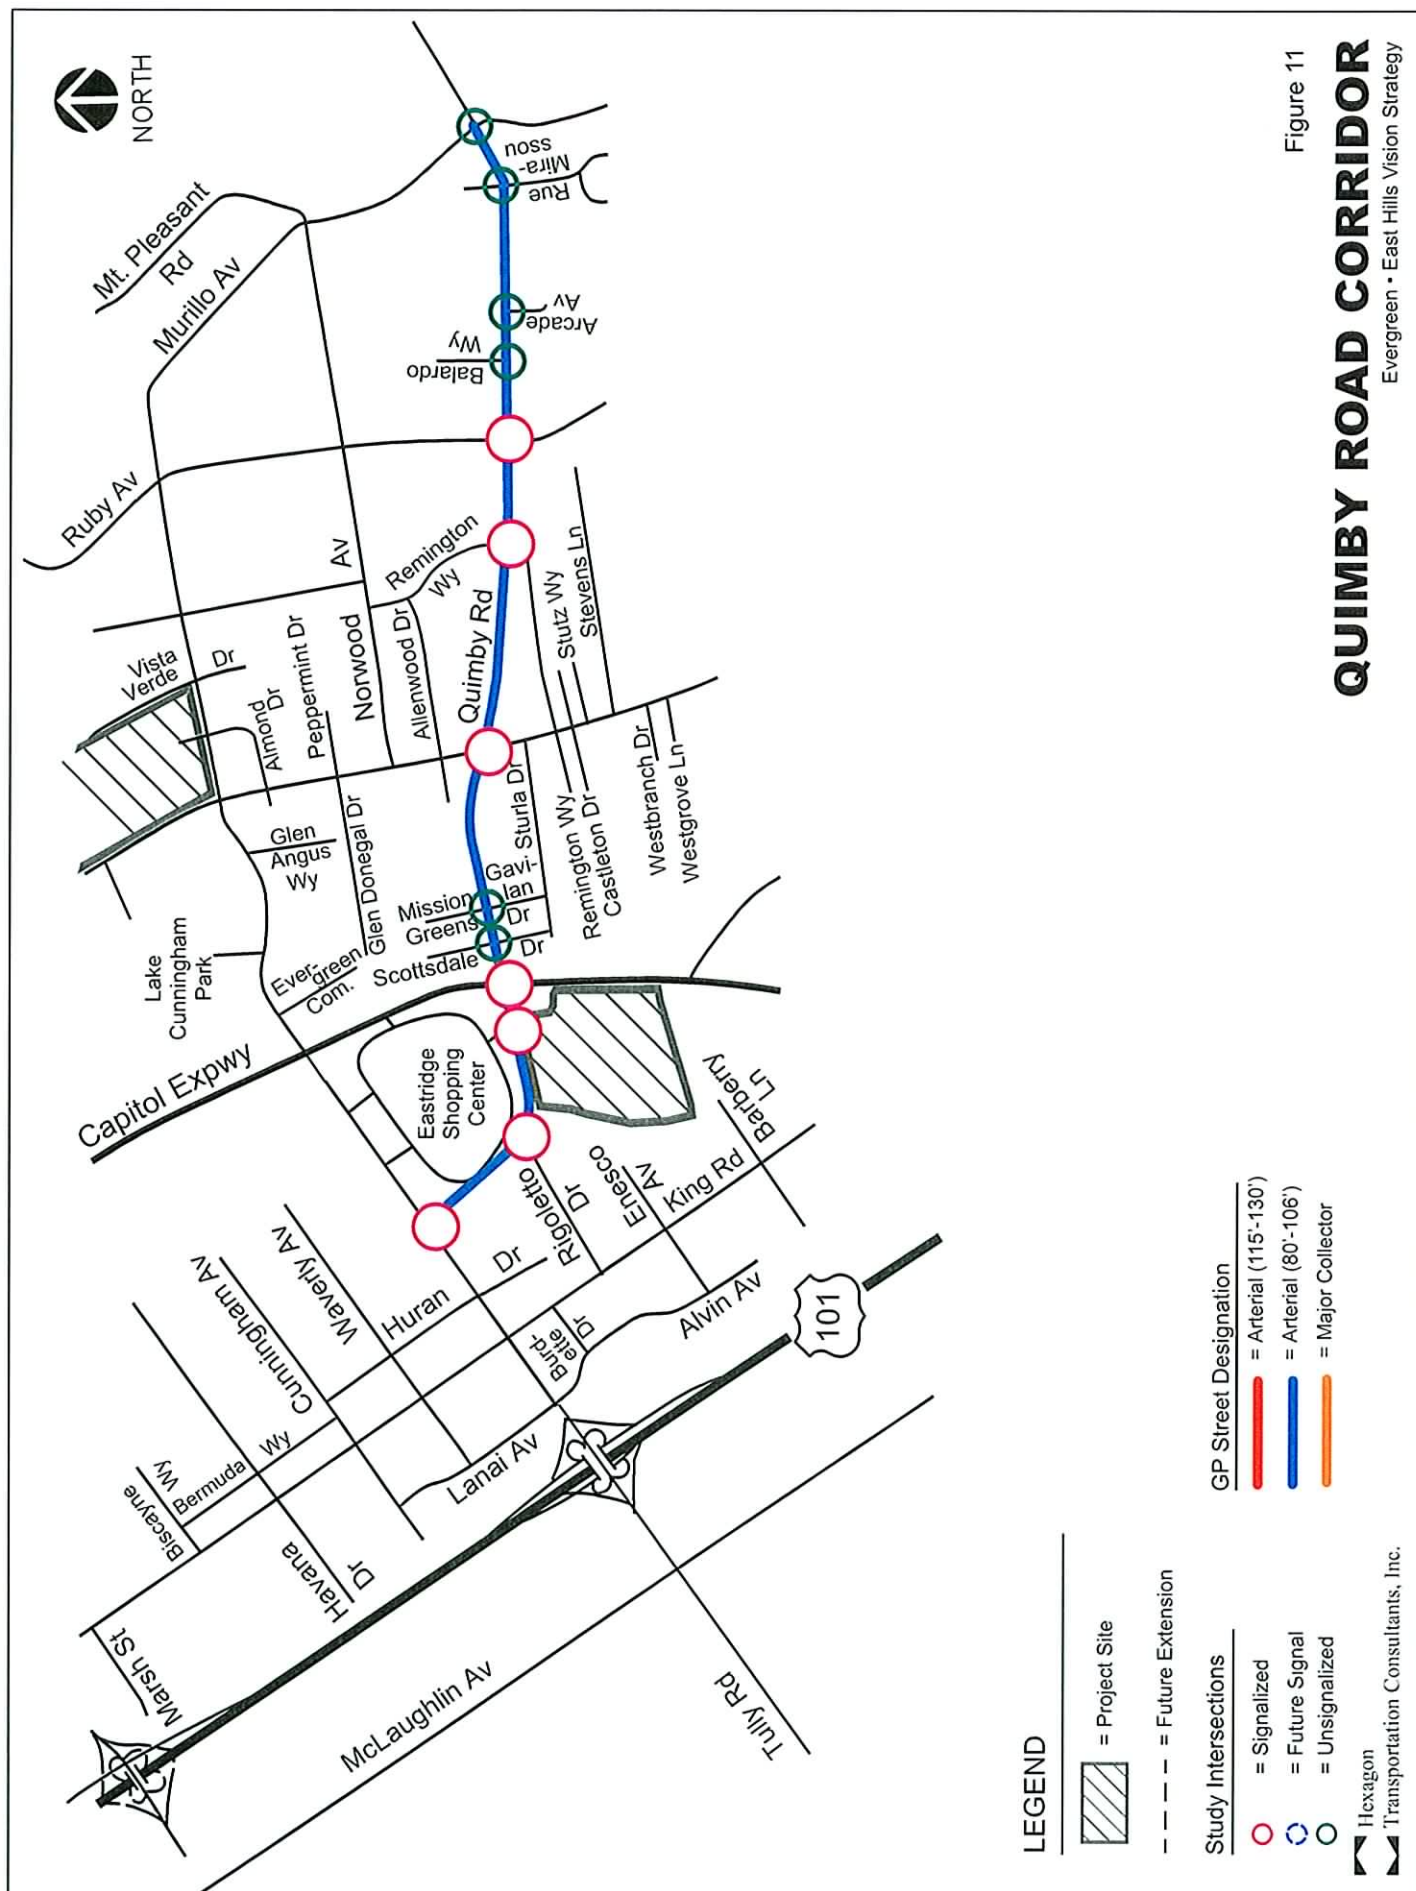 NORTH
Mt. Pleasant
Rd
Murillo Av
Ruby Av
Rue
Mira-
ssou
Arcade
Av
Balardo
Wy
Vista
Verde
Dr
Almond
Dr
Peppermint Dr
Norwood
Av
Allenwood Dr
Remington
Wy
Quimby Rd
Stutz Wy
Stevens Ln
Sturla Dr
Remington Wy
Castleton Dr
Westbranch Dr
Westgrove Ln
Glen
Angus
Wy
Glen Donegal Dr
Mission
Greens
Gavi-
lan
Dr
Scottsdale
Dr
Lake
Cunningham
Park
Ever-
green
Com.
Capitol Expwy
Eastridge
Shopping
Center
Barberry
Ln
King Rd
Enesco
Av
Rigoletto
Dr
Waverly Av
Cunningham Av
Huran
Dr
Burd-
ette
Dr
Alvin Av
101
Lanai Av
Biscayne
Wy
Bermuda
Wy
Havana
Dr
Marsh St
McLaughlin Av
Tully Rd
LEGEND
= Project Site
= Future Extension
Study Intersections
= Signalized
= Future Signal
= Unsignalized
GP Street Designation
= Arterial (115'-130')
= Arterial (80'-106')
= Major Collector
Hexagon
Transportation Consultants, Inc.
Figure 11
QUIMBY ROAD CORRIDOR
Evergreen • East Hills Vision Strategy